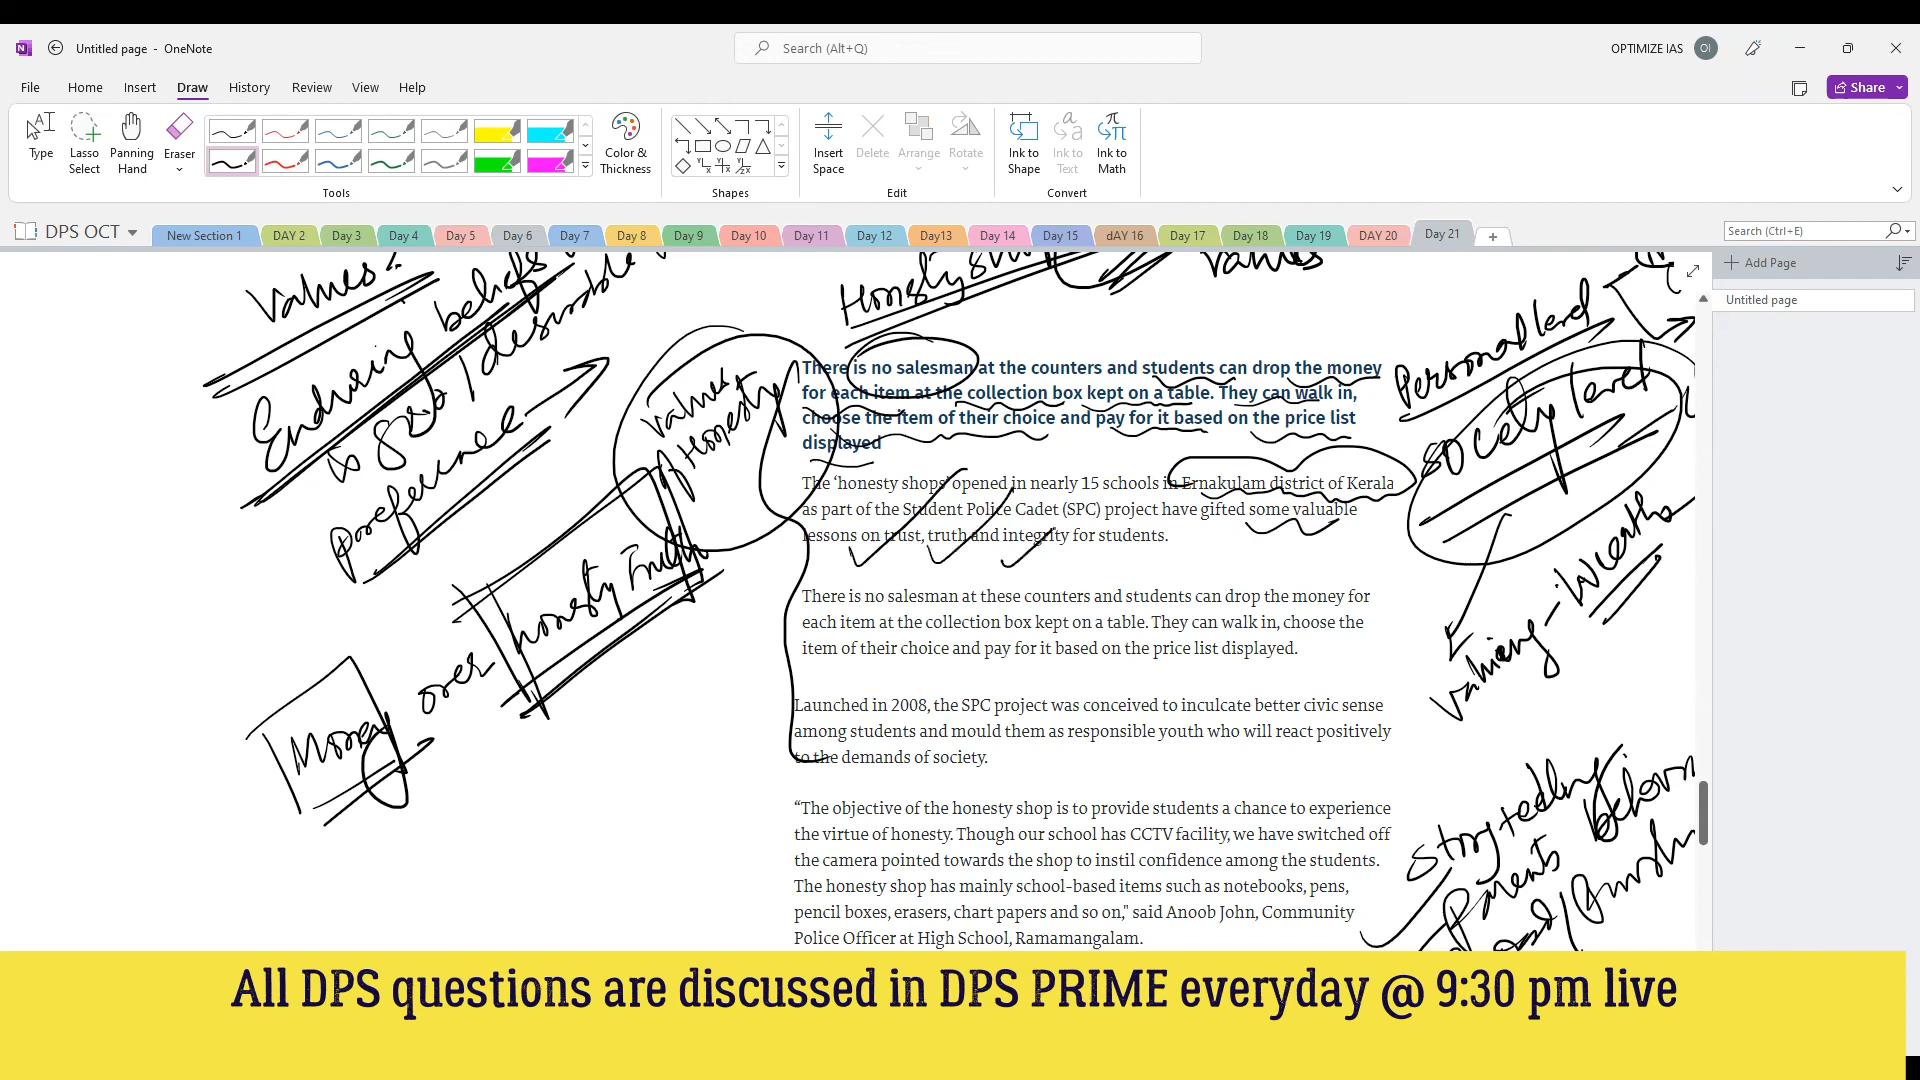 Untitled page - OneNote
Search (Alt+Q)
OPTIMIZE IAS
OI
File Home Insert Draw History Review View Help
Share
Type
Lasso Select
Panning Hand
Eraser
Color & Thickness
Insert Space
Delete
Arrange
Rotate
Ink to Shape
Ink to Text
Ink to Math
Tools
Shapes
Edit
Convert
DPS OCT
New Section 1 DAY 2 Day 3 Day 4 Day 5 Day 6 Day 7 Day 8 Day 9 Day 10 Day 11 Day 12 Day13 Day 14 Day 15 dAY 16 Day 17 Day 18 Day 19 DAY 20 Day 21
Search (Ctrl+E)
Add Page
Untitled page
Values
Enduring beliefs
preference
Values
Honesty
honesty
over
Money
Honesty
Values
There is no salesman at the counters and students can drop the money
for each item at the collection box kept on a table. They can walk in,
choose the item of their choice and pay for it based on the price list
displayed
The ‘honesty shops’ opened in nearly 15 schools in Ernakulam district of Kerala
as part of the Student Police Cadet (SPC) project have gifted some valuable
lessons on trust, truth and integrity for students.
There is no salesman at these counters and students can drop the money for
each item at the collection box kept on a table. They can walk in, choose the
item of their choice and pay for it based on the price list displayed.
Launched in 2008, the SPC project was conceived to inculcate better civic sense
among students and mould them as responsible youth who will react positively
to the demands of society.
“The objective of the honesty shop is to provide students a chance to experience
the virtue of honesty. Though our school has CCTV facility, we have switched off
the camera pointed towards the shop to instil confidence among the students.
The honesty shop has mainly school-based items such as notebooks, pens,
pencil boxes, erasers, chart papers and so on," said Anoob John, Community
Police Officer at High School, Ramamangalam.
Personal level
Society level
Storytelling
Parents
All DPS questions are discussed in DPS PRIME everyday @ 9:30 pm live